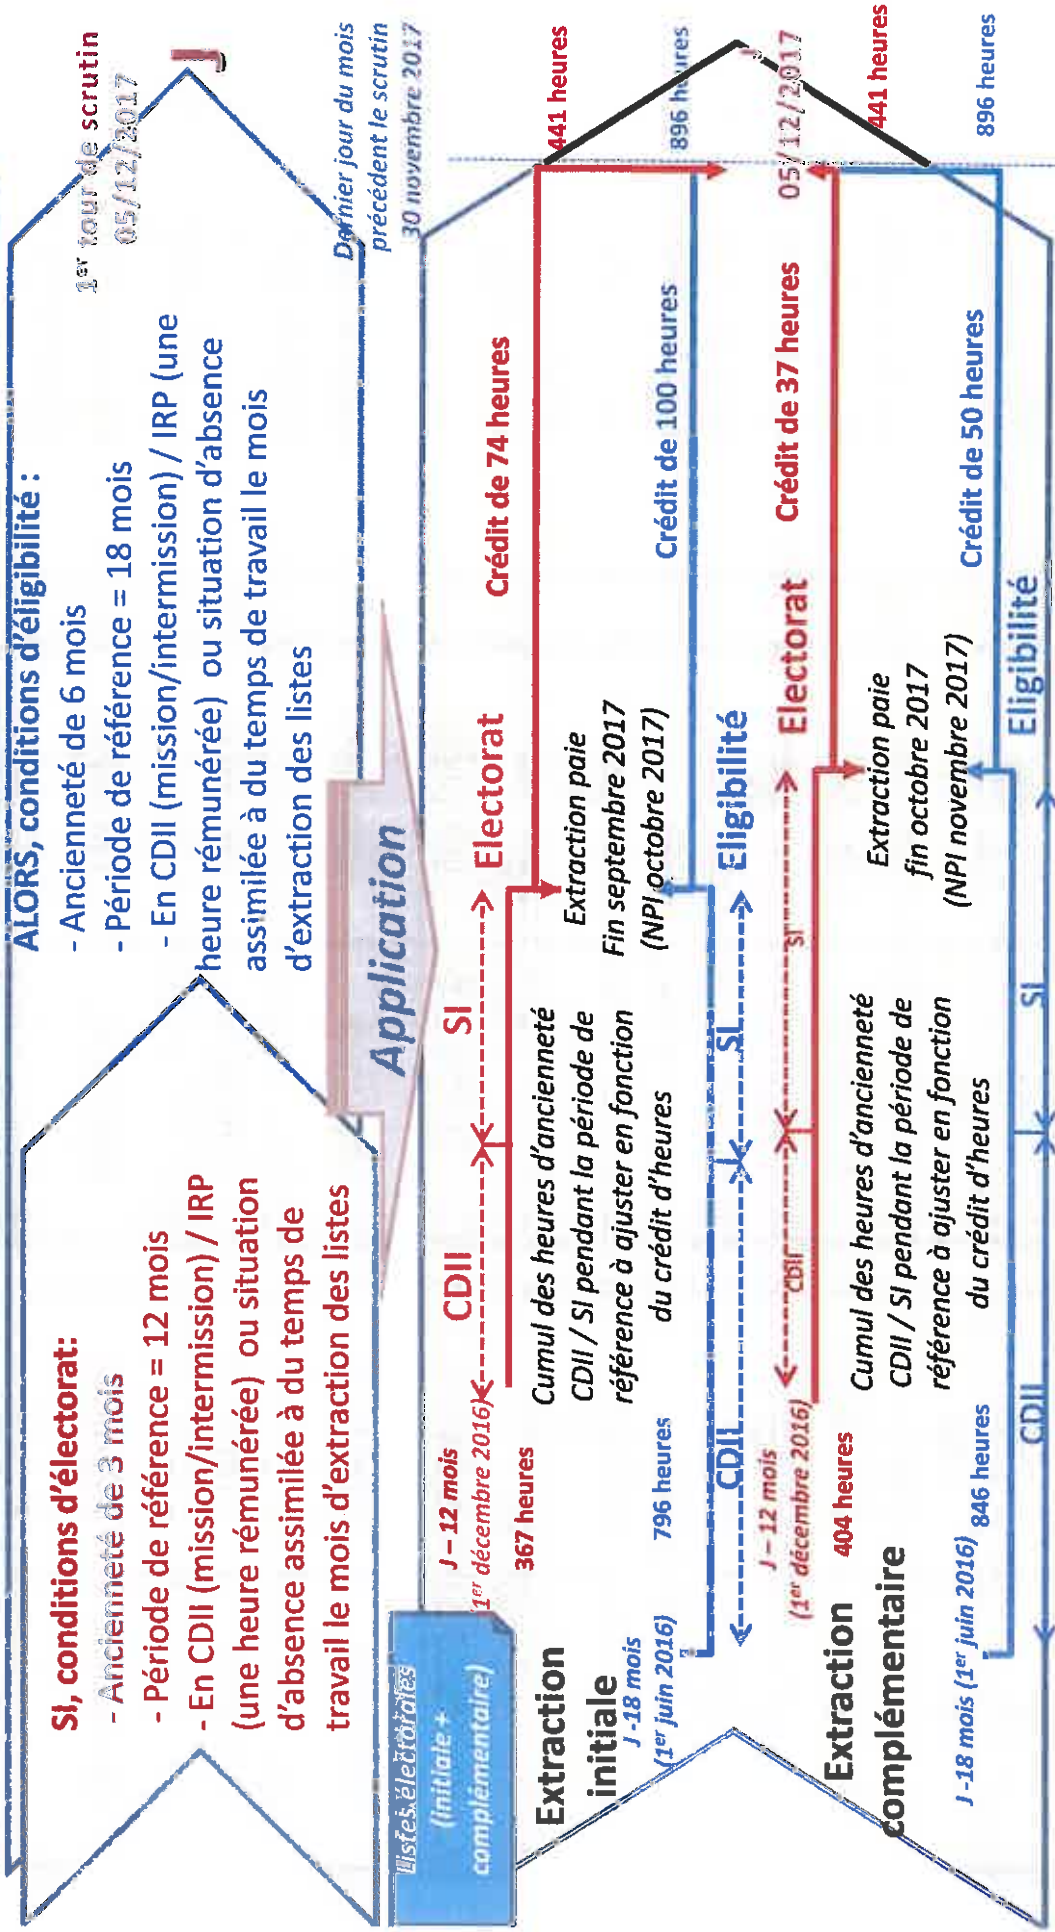 SI, conditions d'électorat:
- Ancienneté de 3 mois
- Période de référence = 12 mois
- En CDII (mission/intermission) / IRP
(une heure rémunérée) ou situation
d'absence assimilée à du temps de
travail le mois d'extraction des listes
ALORS, conditions d'éligibilité :
- Ancienneté de 6 mois
- Période de référence = 18 mois
- En CDII (mission/intermission) / IRP (une
heure rémunérée) ou situation d'absence
assimilée à du temps de travail le mois
d'extraction des listes
1er tour de scrutin
05/12/2017
J
Application
Dernier jour du mois
précédent le scrutin
30 novembre 2017
Listes électorales
(Initiale +
complémentaire)
J – 12 mois
(1er décembre 2016)
367 heures
CDII
SI
Electorat
Crédit de 74 heures
441 heures
Extraction
initiale
Cumul des heures d'ancienneté
CDII / SI pendant la période de
référence à ajuster en fonction
du crédit d'heures
Extraction paie
Fin septembre 2017
(NPI octobre 2017)
J -18 mois
(1er juin 2016)
796 heures
Crédit de 100 heures
896 heures
CDII
SI
Eligibilité
J
05/12/2017
J – 12 mois
(1er décembre 2016)
404 heures
CDII
SI
Electorat
Crédit de 37 heures
441 heures
Extraction
complémentaire
Cumul des heures d'ancienneté
CDII / SI pendant la période de
référence à ajuster en fonction
du crédit d'heures
Extraction paie
fin octobre 2017
(NPI novembre 2017)
J -18 mois (1er juin 2016)
846 heures
Crédit de 50 heures
896 heures
CDII
SI
Eligibilité